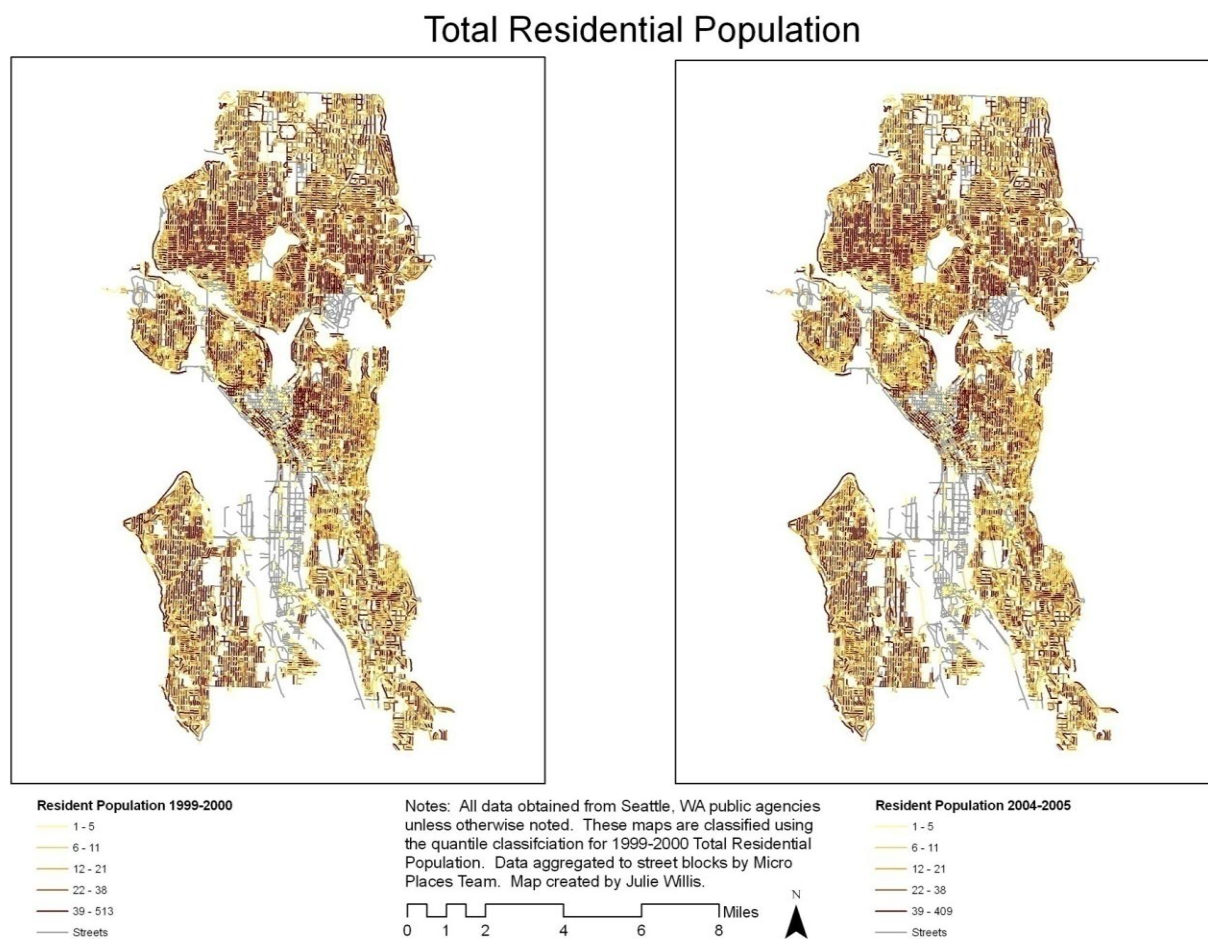 Total Residential Population
Resident Population 1999-2000
1 - 5
6 - 11
12 - 21
22 - 38
39 - 513
Streets
Notes: All data obtained from Seattle, WA public agencies
unless otherwise noted. These maps are classified using
the quantile classifciation for 1999-2000 Total Residential
Population. Data aggregated to street blocks by Micro
Places Team. Map created by Julie Willis.
0 1 2 4 6 8 Miles
N
Resident Population 2004-2005
1 - 5
6 - 11
12 - 21
22 - 38
39 - 409
Streets